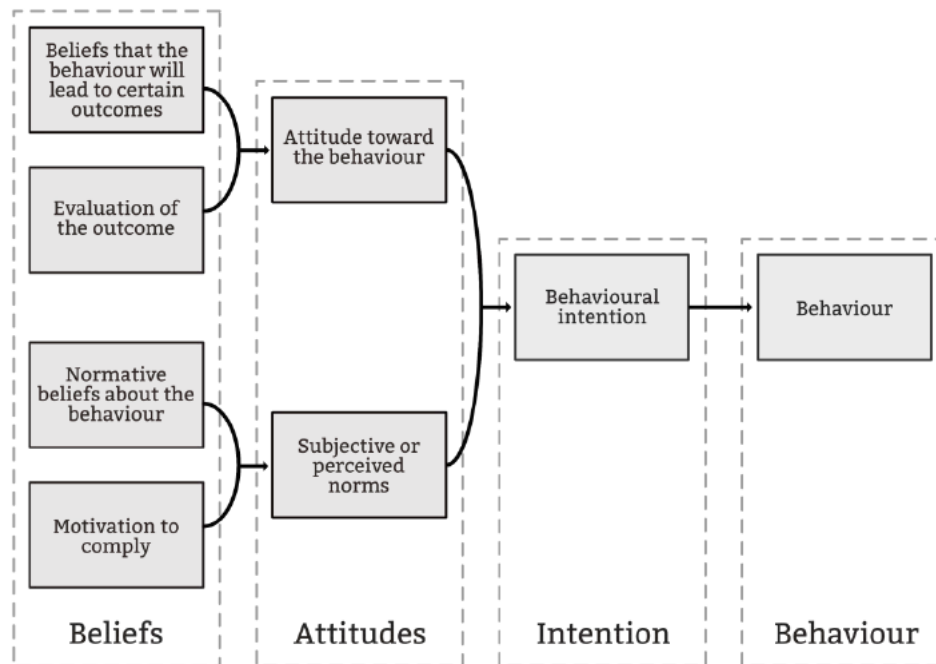 Beliefs that the
behaviour will
lead to certain
outcomes
Evaluation of
the outcome
Normative
beliefs about the
behaviour
Motivation to
comply
Beliefs
Attitude toward
the behaviour
Subjective or
perceived
norms
Attitudes
Behavioural
intention
Intention
Behaviour
Behaviour